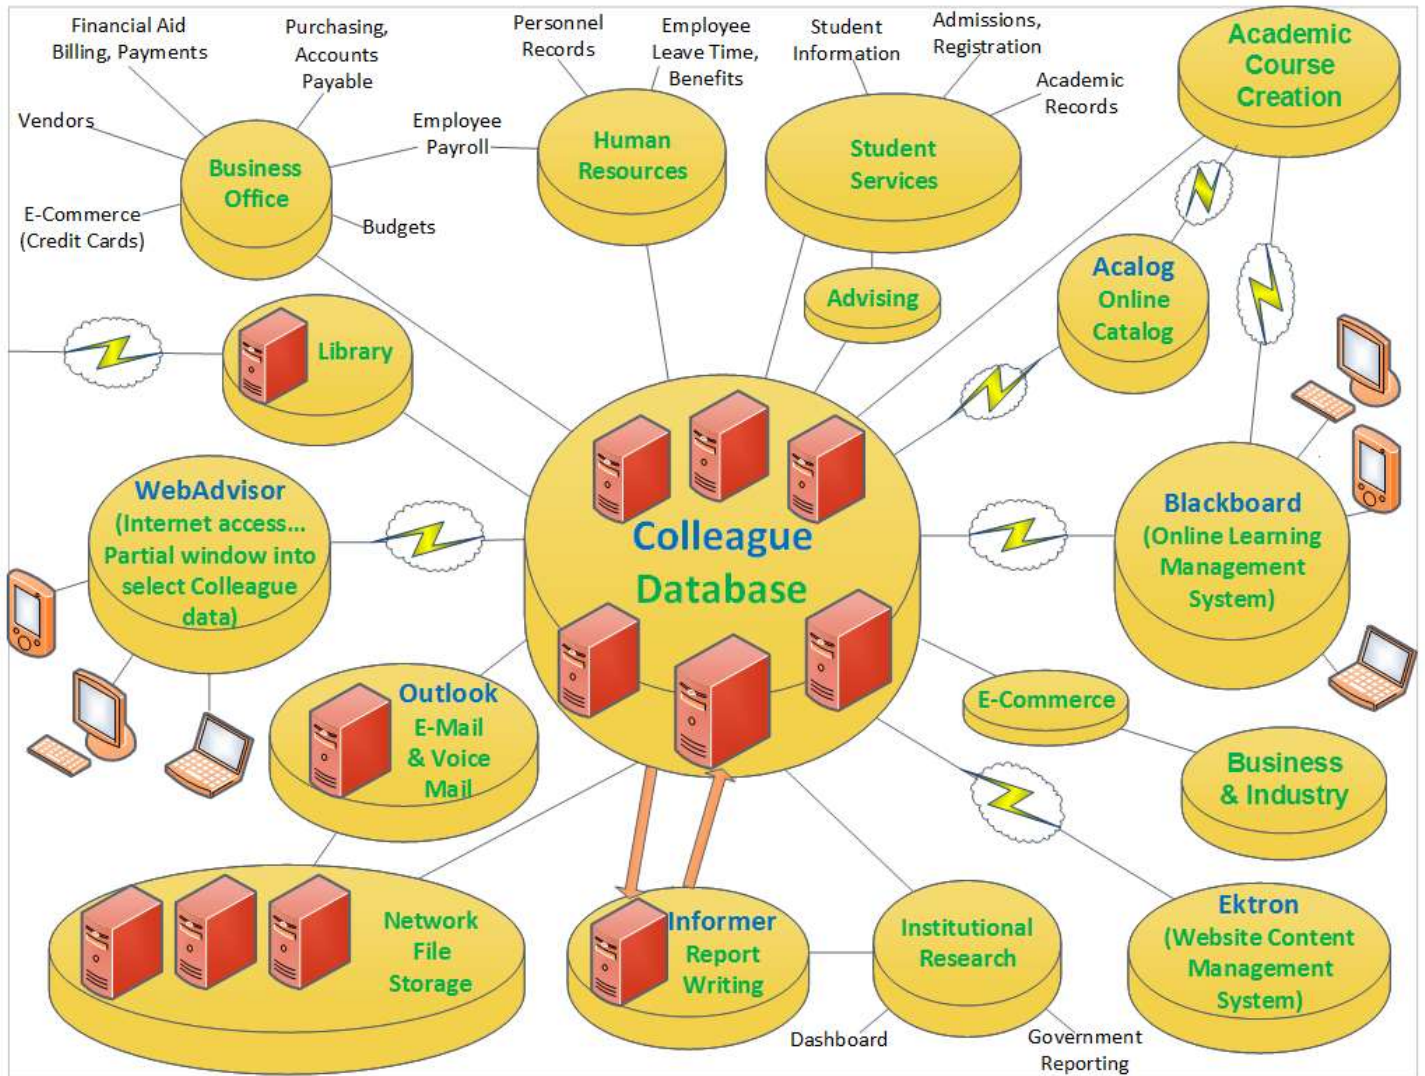 Financial Aid
Billing, Payments
Purchasing,
Accounts
Payable
Personnel
Records
Employee
Leave Time,
Benefits
Student
Information
Admissions,
Registration
Academic
Records
Academic
Course
Creation
Vendors
Employee
Payroll
Business
Office
Human
Resources
Student
Services
E-Commerce
(Credit Cards)
Budgets
Advising
Acalog
Online
Catalog
Library
WebAdvisor
(Internet access...
Partial window into
select Colleague
data)
Colleague
Database
Blackboard
(Online Learning
Management
System)
Outlook
E-Mail
& Voice
Mail
E-Commerce
Business
& Industry
Network
File
Storage
Informer
Report
Writing
Institutional
Research
Ektron
(Website Content
Management
System)
Dashboard
Government
Reporting